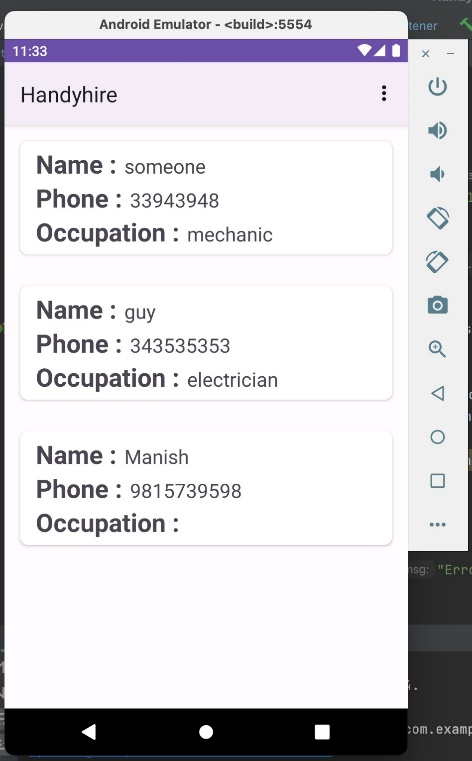 Android Emulator - <build>:5554
11:33
tener
Handyhire
Name : someone
Phone : 33943948
Occupation : mechanic
Name : guy
Phone : 343535353
Occupation : electrician
Name : Manish
Phone : 9815739598
Occupation :
msg: "Erro
com.examp